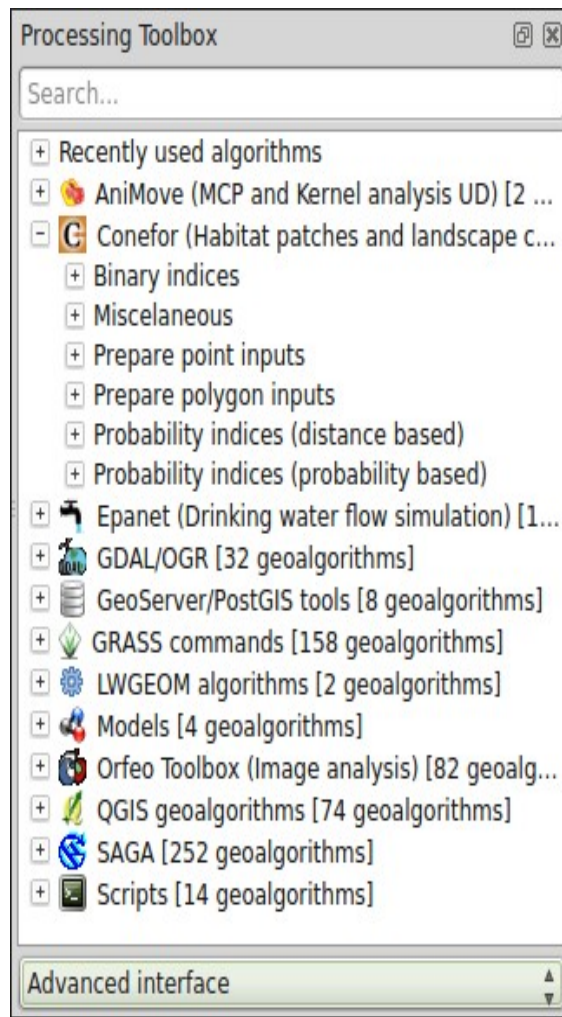 Processing Toolbox
Search...
Recently used algorithms
AniMove (MCP and Kernel analysis UD) [2 ...
Conefor (Habitat patches and landscape c...
Binary indices
Miscelaneous
Prepare point inputs
Prepare polygon inputs
Probability indices (distance based)
Probability indices (probability based)
Epanet (Drinking water flow simulation) [1...
GDAL/OGR [32 geoalgorithms]
GeoServer/PostGIS tools [8 geoalgorithms]
GRASS commands [158 geoalgorithms]
LWGEOM algorithms [2 geoalgorithms]
Models [4 geoalgorithms]
Orfeo Toolbox (Image analysis) [82 geoalg...
QGIS geoalgorithms [74 geoalgorithms]
SAGA [252 geoalgorithms]
Scripts [14 geoalgorithms]
Advanced interface